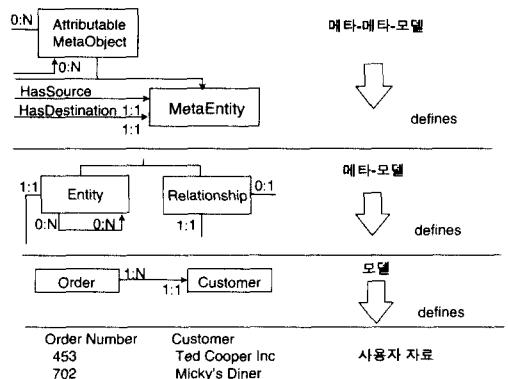 0:N
Attributable
MetaObject
메타-메타-모델
0:N
HasSource
HasDestination 1:1
1:1
MetaEntity
defines
메타-모델
1:1
Entity
Relationship
0:1
0:N
0:N
1:1
defines
모델
Order
1:N
1:1
Customer
defines
Order Number
Customer
사용자 자료
453
Ted Cooper Inc
702
Micky's Diner